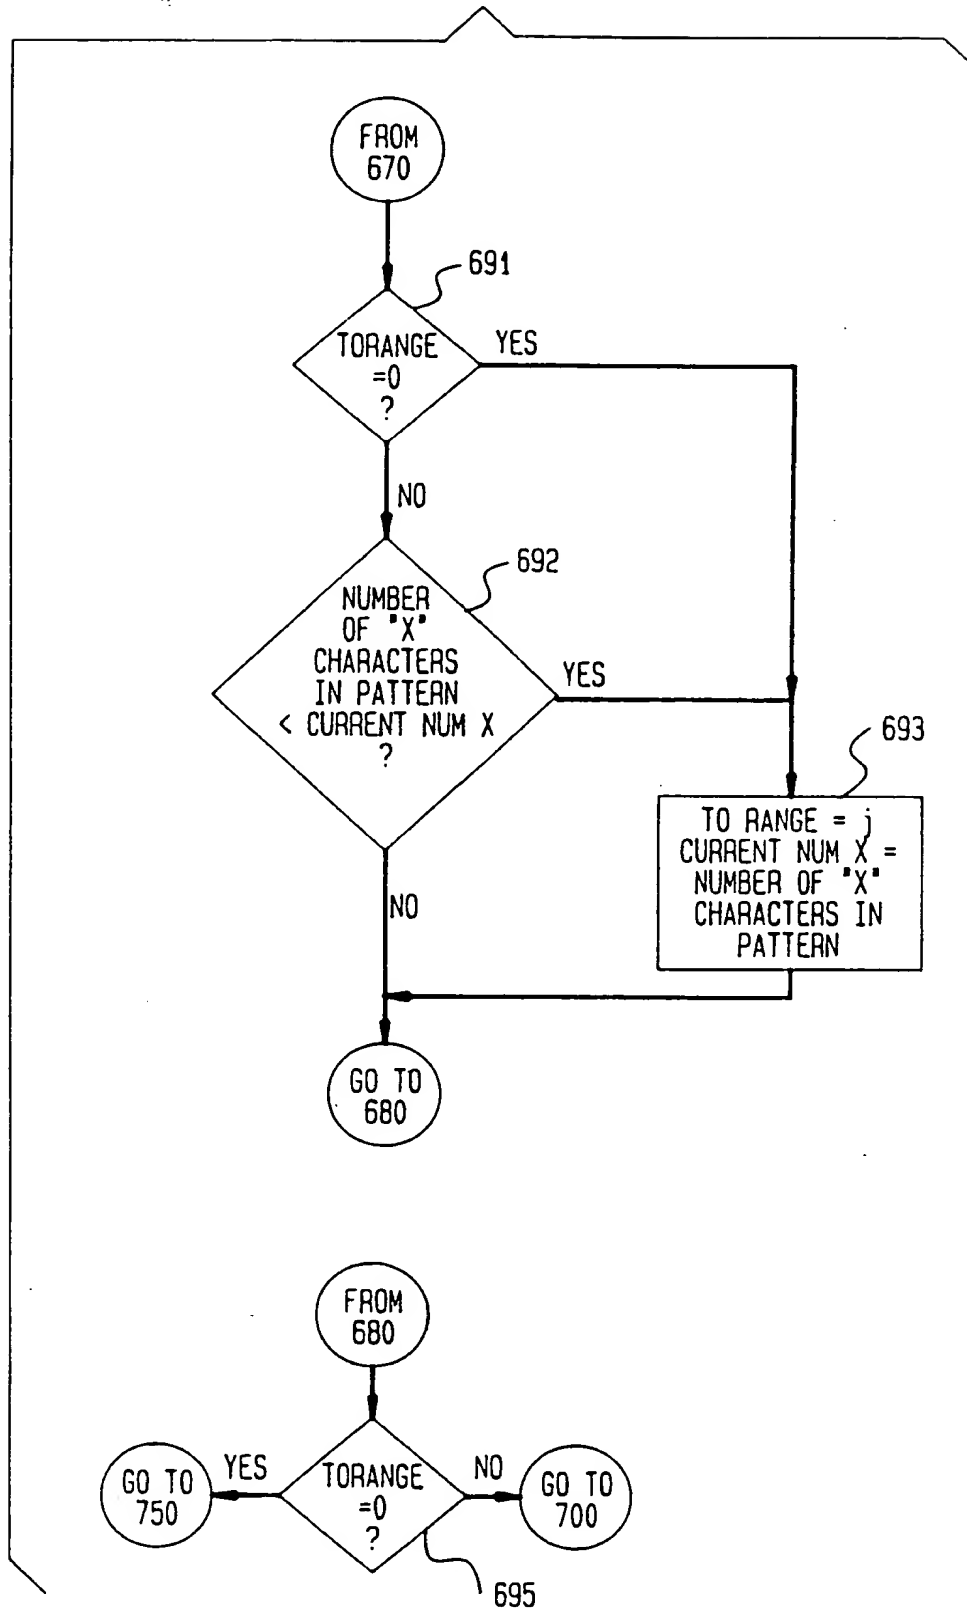 FROM
670
691
TORANGE
=0
?
YES
NO
692
NUMBER
OF "X"
CHARACTERS
IN PATTERN
< CURRENT NUM X
?
YES
693
TO RANGE = j
CURRENT NUM X =
NUMBER OF "X"
CHARACTERS IN
PATTERN
NO
GO TO
680
FROM
680
GO TO
750
YES
TORANGE
=0
?
NO
GO TO
700
695